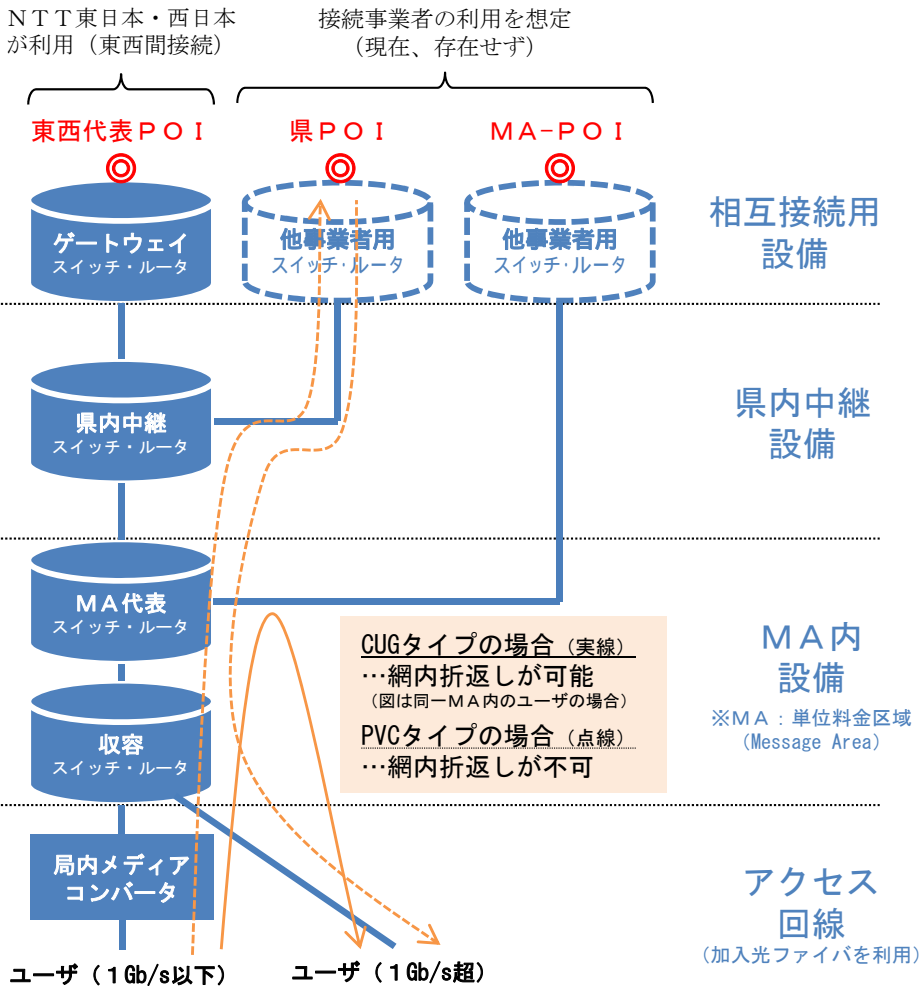 ＮＴＴ東日本・西日本
が利用（東西間接続）
接続事業者の利用を想定
（現在、存在せず）
東西代表ＰＯＩ
県ＰＯＩ
ＭＡ-ＰＯＩ
ゲートウェイ
スイッチ・ルータ
他事業者用
スイッチ・ルータ
他事業者用
スイッチ・ルータ
相互接続用
設備
県内中継
スイッチ・ルータ
県内中継
設備
ＭＡ代表
スイッチ・ルータ
収容
スイッチ・ルータ
CUGタイプの場合（実線）
…網内折返しが可能
（図は同一ＭＡ内のユーザの場合）
PVCタイプの場合（点線）
…網内折返しが不可
ＭＡ内
設備
※ＭＡ：単位料金区域
（Message Area）
局内メディア
コンバータ
アクセス
回線
（加入光ファイバを利用）
ユーザ（１Gb/s以下）
ユーザ（１Gb/s超）